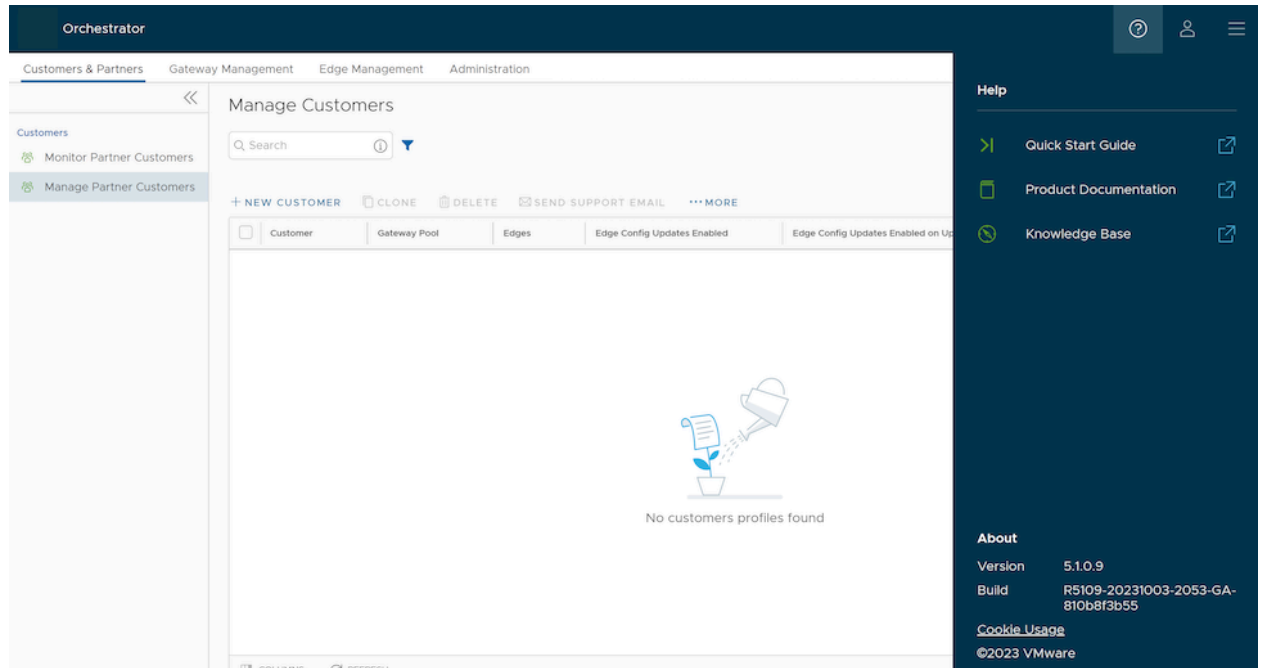 Orchestrator
Customers & Partners Gateway Management Edge Management Administration
Customers
Monitor Partner Customers
Manage Partner Customers
Manage Customers
Search
+ NEW CUSTOMER CLONE DELETE SEND SUPPORT EMAIL ··· MORE
Customer Gateway Pool Edges Edge Config Updates Enabled Edge Config Updates Enabled on Up
No customers profiles found
COLUMNS REFRESH
Help
Quick Start Guide
Product Documentation
Knowledge Base
About
Version 5.1.0.9
Build R5109-20231003-2053-GA-
810b8f3b55
Cookie Usage
©2023 VMware